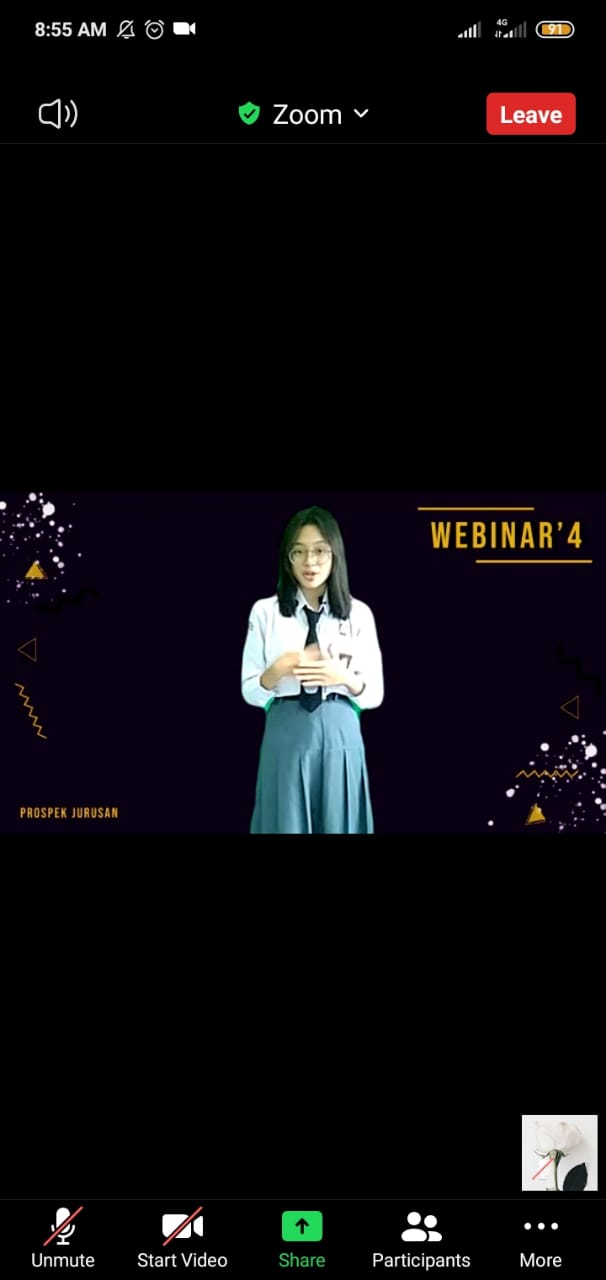 8:55 AM
4G
91
Zoom
Leave
WEBINAR’4
PROSPEK JURUSAN
Unmute
Start Video
Share
Participants
More